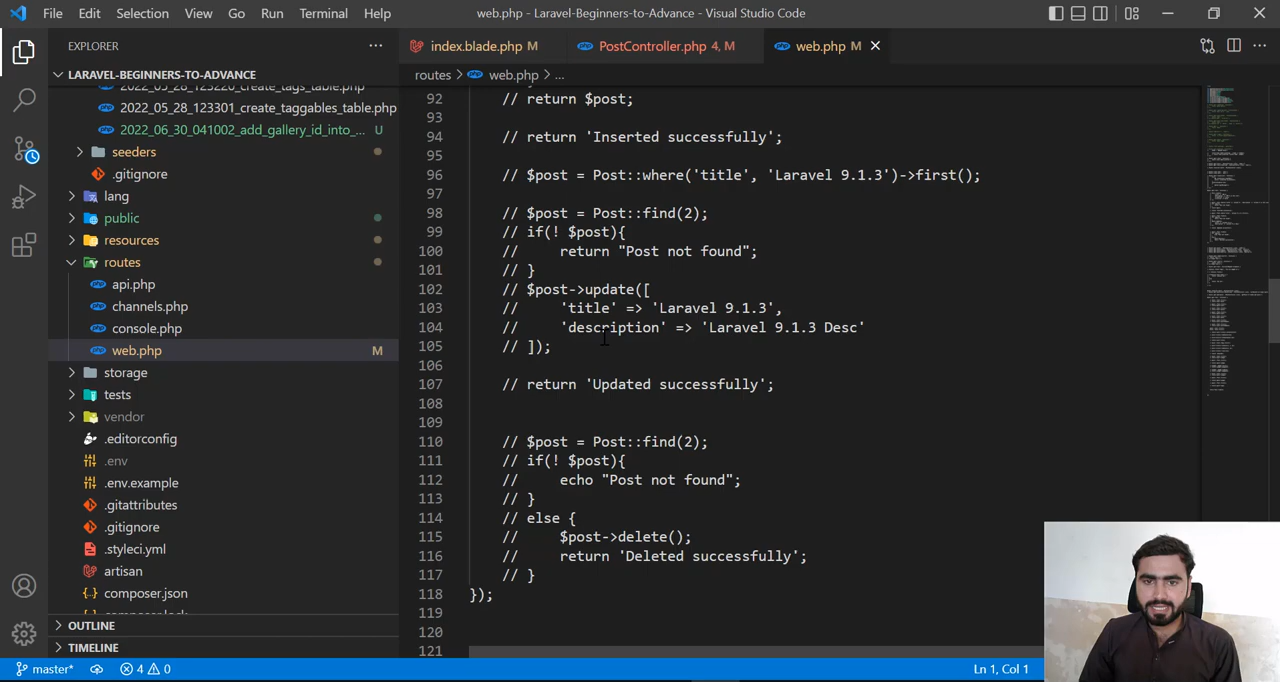 File Edit Selection View Go Run Terminal Help web.php - Laravel-Beginners-to-Advance - Visual Studio Code
EXPLORER
LARAVEL-BEGINNERS-TO-ADVANCE
2022_05_28_123220_create_tags_table.php
2022_05_28_123301_create_taggables_table.php
2022_06_30_041002_add_gallery_id_into_... U
seeders
.gitignore
lang
public
resources
routes
api.php
channels.php
console.php
web.php M
storage
tests
vendor
.editorconfig
.env
.env.example
.gitattributes
.gitignore
.styleci.yml
artisan
composer.json
OUTLINE
TIMELINE
index.blade.php M PostController.php 4, M web.php M
routes > web.php > ...
92 // return $post;
93
94 // return 'Inserted successfully';
95
96 // $post = Post::where('title', 'Laravel 9.1.3')->first();
97
98 // $post = Post::find(2);
99 // if(! $post){
100 // return "Post not found";
101 // }
102 // $post->update([
103 // 'title' => 'Laravel 9.1.3',
104 // 'description' => 'Laravel 9.1.3 Desc'
105 // ]);
106
107 // return 'Updated successfully';
108
109
110 // $post = Post::find(2);
111 // if(! $post){
112 // echo "Post not found";
113 // }
114 // else {
115 // $post->delete();
116 // return 'Deleted successfully';
117 // }
118 });
119
120
121
master* 4 0 Ln 1, Col 1